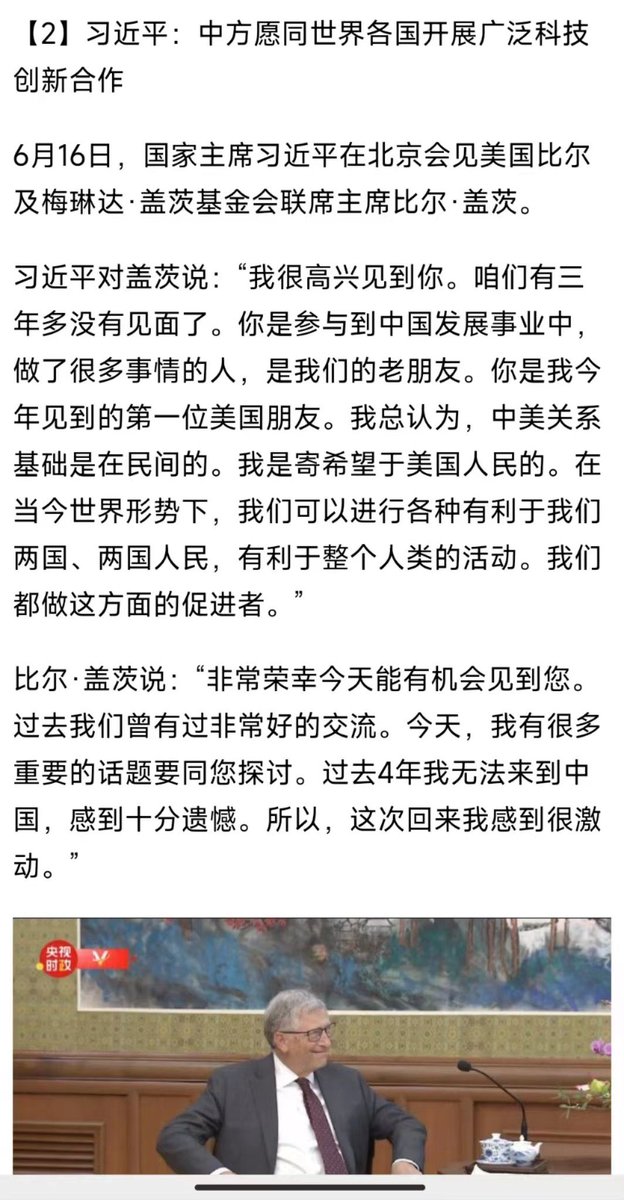 【2】习近平：中方愿同世界各国开展广泛科技
创新合作
6月16日，国家主席习近平在北京会见美国比尔
及梅琳达·盖茨基金会联席主席比尔·盖茨。
习近平对盖茨说：“我很高兴见到你。咱们有三
年多没有见面了。你是参与到中国发展事业中，
做了很多事情的人，是我们的老朋友。你是我今
年见到的第一位美国朋友。我总认为，中美关系
基础是在民间的。我是寄希望于美国人民的。在
当今世界形势下，我们可以进行各种有利于我们
两国、两国人民，有利于整个人类的活动。我们
都做这方面的促进者。”
比尔·盖茨说：“非常荣幸今天能有机会见到您。
过去我们曾有过非常好的交流。今天，我有很多
重要的话题要同您探讨。过去4年我无法来到中
国，感到十分遗憾。所以，这次回来我感到很激
动。”
央视
时政